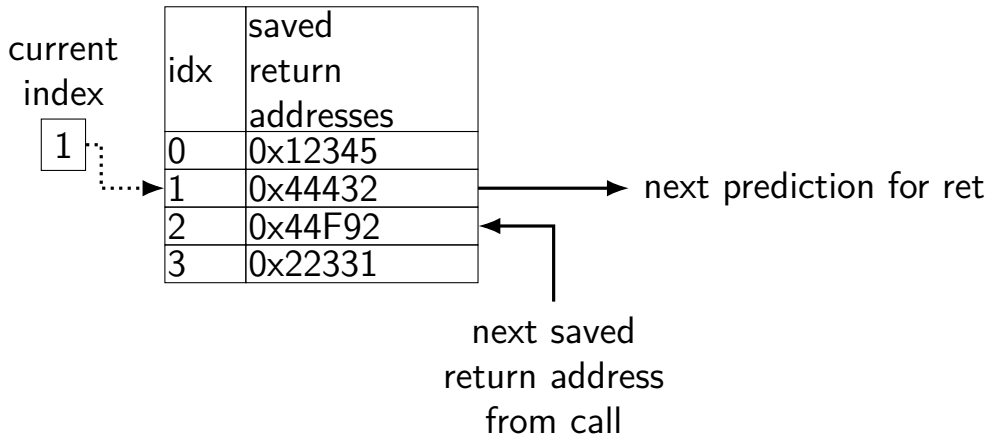 current
index
1
idx
saved
return
addresses
0 0x12345
1 0x44432
2 0x44F92
3 0x22331
next prediction for ret
next saved
return address
from call